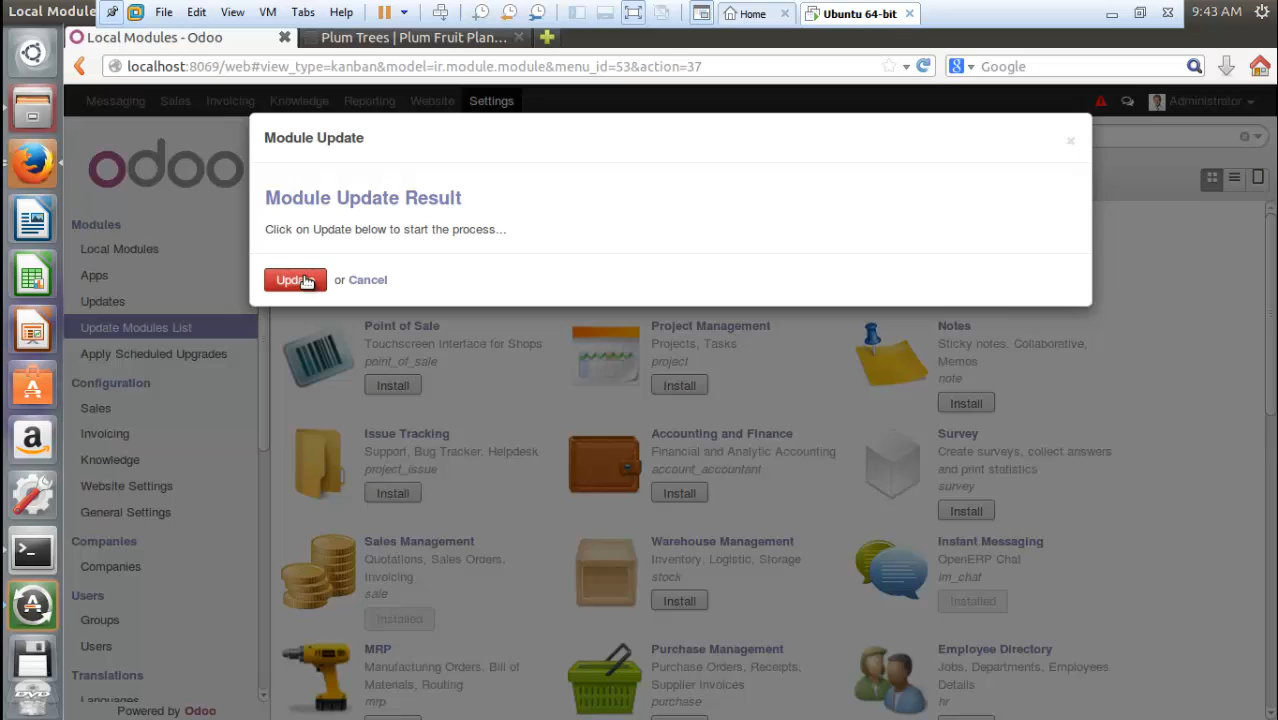 Local Module
File Edit View VM Tabs Help
Home
Ubuntu 64-bit
9:43 AM
Local Modules - Odoo
Plum Trees | Plum Fruit Plan...
localhost:8069/web#view_type=kanban&model=ir.module.module&menu_id=53&action=37
Google
Messaging Sales Invoicing Knowledge Reporting Website Settings
Administrator
odoo
Module Update
Module Update Result
Click on Update below to start the process...
Update or Cancel
Modules
Local Modules
Apps
Updates
Update Modules List
Apply Scheduled Upgrades
Configuration
Sales
Invoicing
Knowledge
Website Settings
General Settings
Companies
Companies
Users
Groups
Users
Translations
Languages
Powered by Odoo
Point of Sale
Touchscreen Interface for Shops
point_of_sale
Install
Project Management
Projects, Tasks
project
Install
Notes
Sticky notes, Collaborative,
Memos
note
Install
Issue Tracking
Support, Bug Tracker, Helpdesk
project_issue
Install
Accounting and Finance
Financial and Analytic Accounting
account_accountant
Install
Survey
Create surveys, collect answers
and print statistics
survey
Install
Sales Management
Quotations, Sales Orders,
Invoicing
sale
Installed
Warehouse Management
Inventory, Logistic, Storage
stock
Install
Instant Messaging
OpenERP Chat
im_chat
Installed
MRP
Manufacturing Orders, Bill of
Materials, Routing
mrp
Purchase Management
Purchase Orders, Receipts,
Supplier Invoices
purchase
Employee Directory
Jobs, Departments, Employees
Details
hr